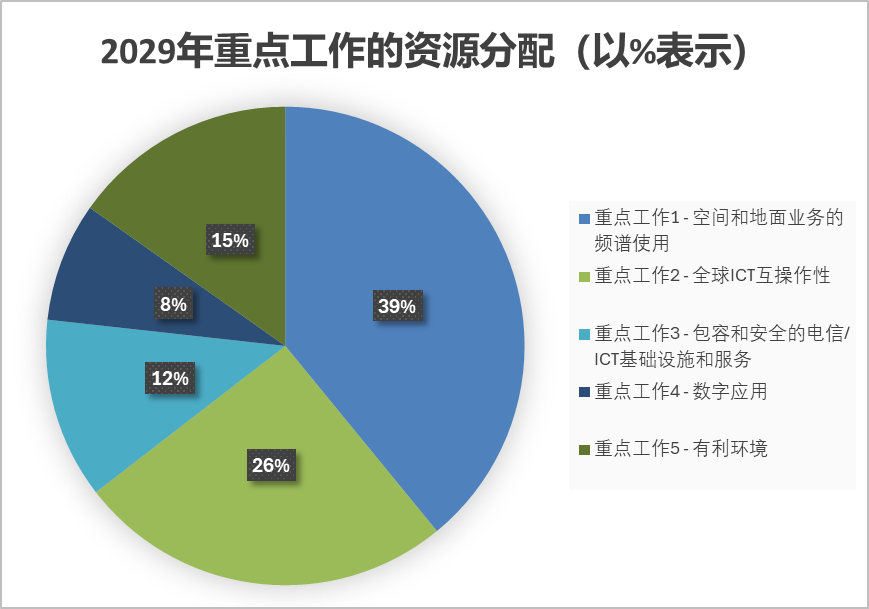 2029年重点工作的资源分配（以%表示）
39%
26%
12%
8%
15%
重点工作1 - 空间和地面业务的
频谱使用
重点工作2 - 全球ICT互操作性
重点工作3 - 包容和安全的电信/
ICT基础设施和服务
重点工作4 - 数字应用
重点工作5 - 有利环境